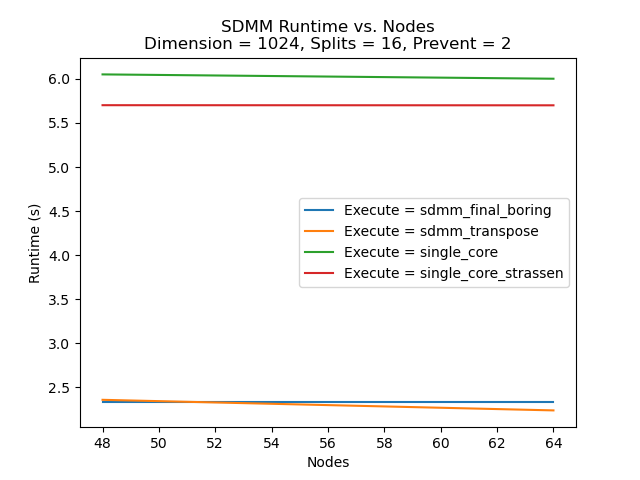 SDMM Runtime vs. Nodes
Dimension = 1024, Splits = 16, Prevent = 2
Runtime (s)
6.0
5.5
5.0
4.5
4.0
3.5
3.0
2.5
Execute = sdmm_final_boring
Execute = sdmm_transpose
Execute = single_core
Execute = single_core_strassen
48 50 52 54 56 58 60 62 64
Nodes